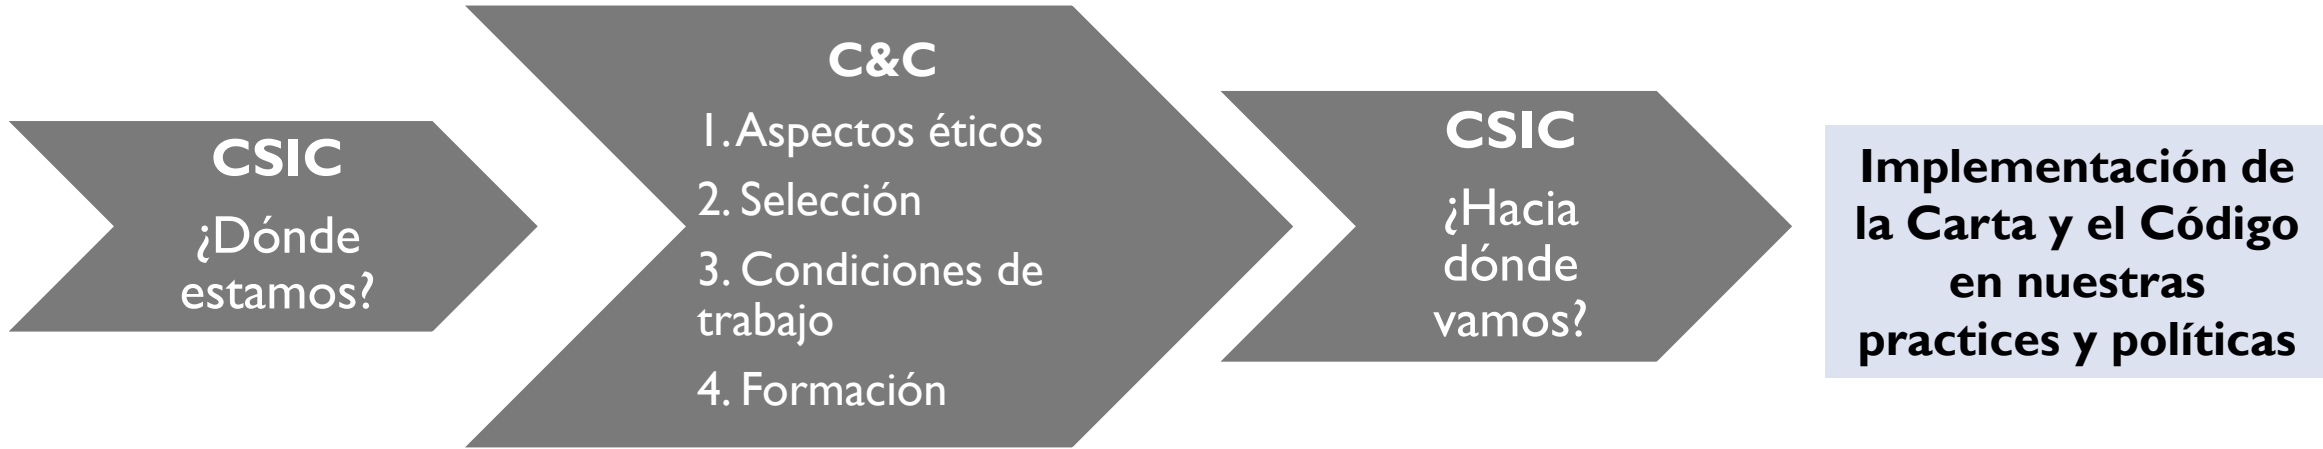 CSIC
¿Dónde
estamos?
C&C
1. Aspectos éticos
2. Selección
3. Condiciones de
trabajo
4. Formación
CSIC
¿Hacia
dónde
vamos?
Implementación de
la Carta y el Código
en nuestras
practices y políticas